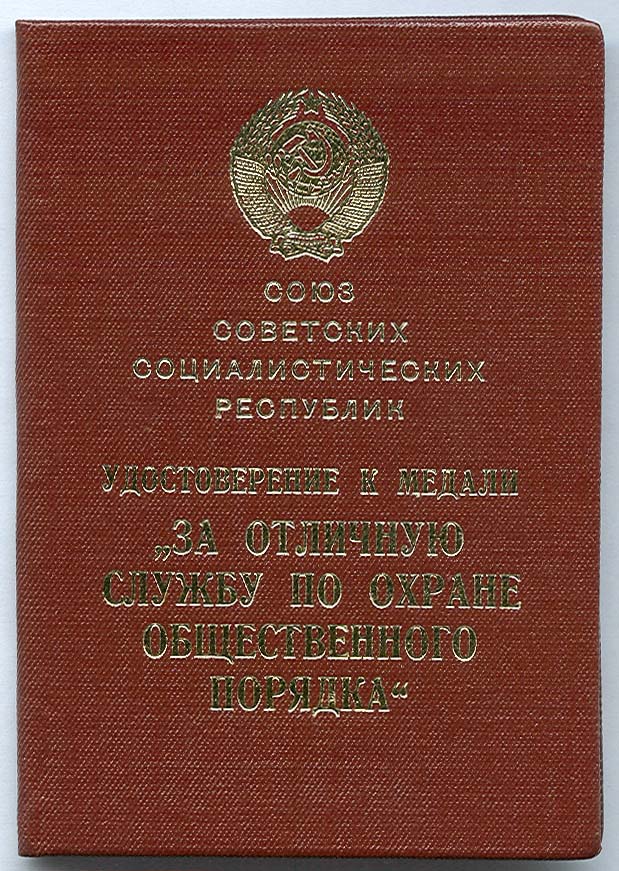 СОЮЗ
СОВЕТСКИХ
СОЦИАЛИСТИЧЕСКИХ
РЕСПУБЛИК
УДОСТОВЕРЕНИЕ К МЕДАЛИ
„ЗА ОТЛИЧНУЮ
СЛУЖБУ ПО ОХРАНЕ
ОБЩЕСТВЕННОГО
ПОРЯДКА“